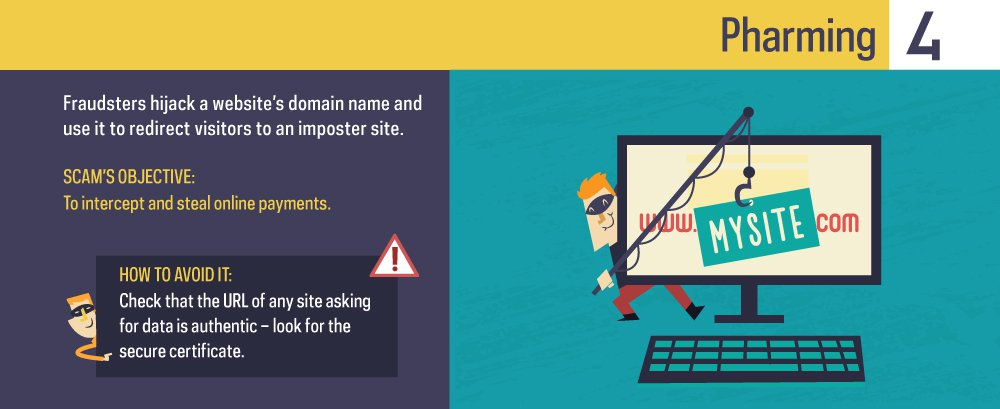 Pharming 4
Fraudsters hijack a website's domain name and
use it to redirect visitors to an imposter site.
SCAM'S OBJECTIVE:
To intercept and steal online payments.
HOW TO AVOID IT:
Check that the URL of any site asking
for data is authentic – look for the
secure certificate.
www.MYSITE.com